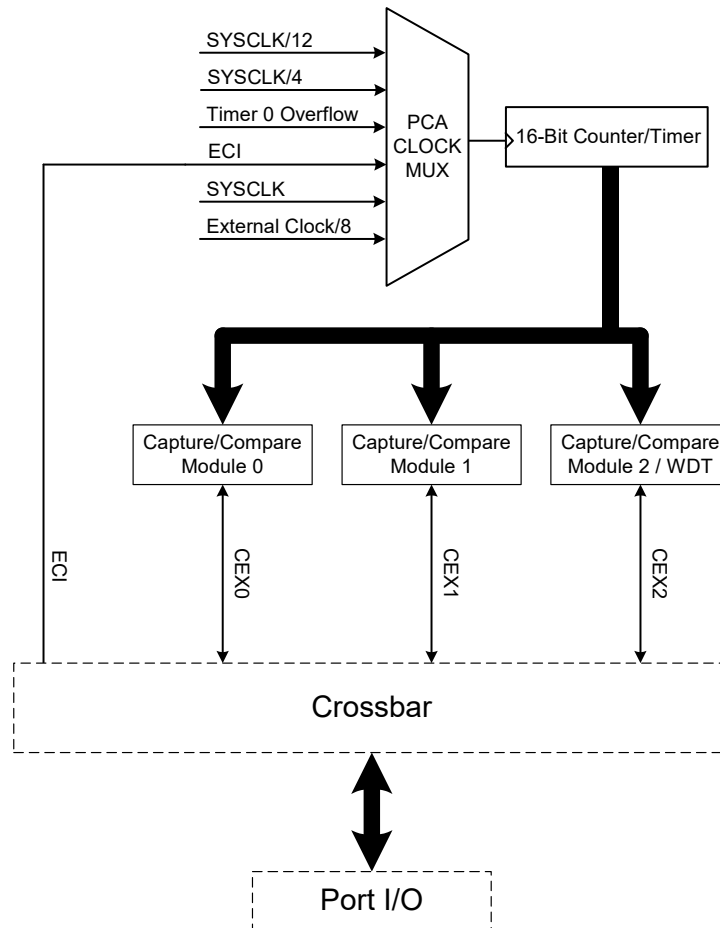 SYSCLK/12
SYSCLK/4
Timer 0 Overflow
ECI
SYSCLK
External Clock/8
PCA
CLOCK
MUX
16-Bit Counter/Timer
Capture/Compare
Module 0
Capture/Compare
Module 1
Capture/Compare
Module 2 / WDT
ECI
CEX0
CEX1
CEX2
Crossbar
Port I/O